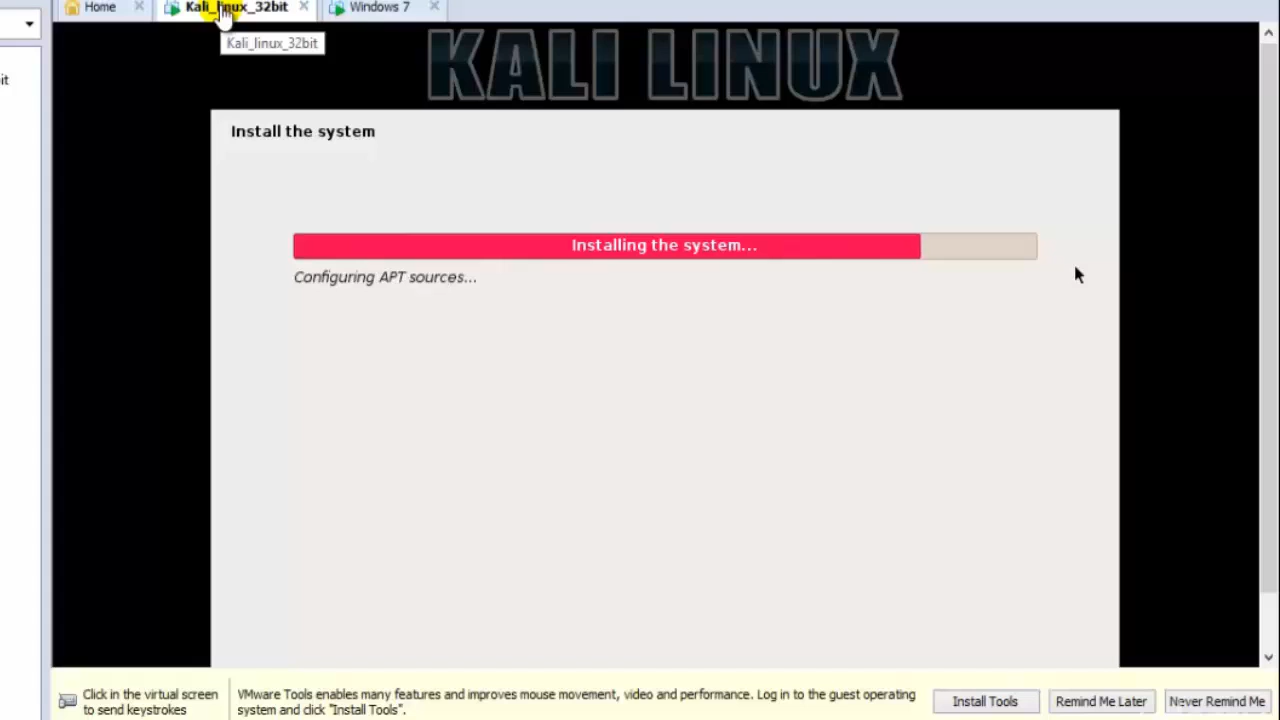 Home
Kali_linux_32bit
Windows 7
Kali_linux_32bit
it
KALI LINUX
Install the system
Installing the system...
Configuring APT sources...
Click in the virtual screen
to send keystrokes
VMware Tools enables many features and improves mouse movement, video and performance. Log in to the guest operating
system and click "Install Tools".
Install Tools
Remind Me Later
Never Remind Me